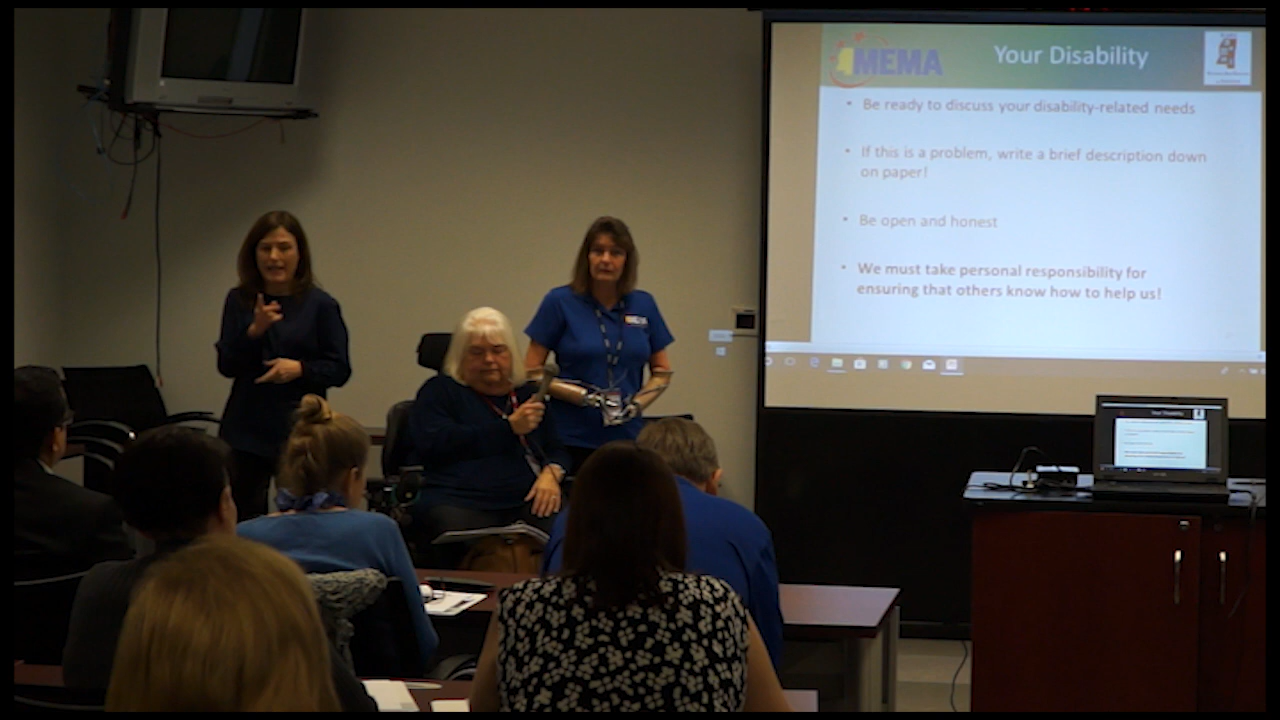 MEMA
Your Disability
• Be ready to discuss your disability-related needs
• If this is a problem, write a brief description down
on paper!
• Be open and honest
• We must take personal responsibility for
ensuring that others know how to help us!
Your Disability